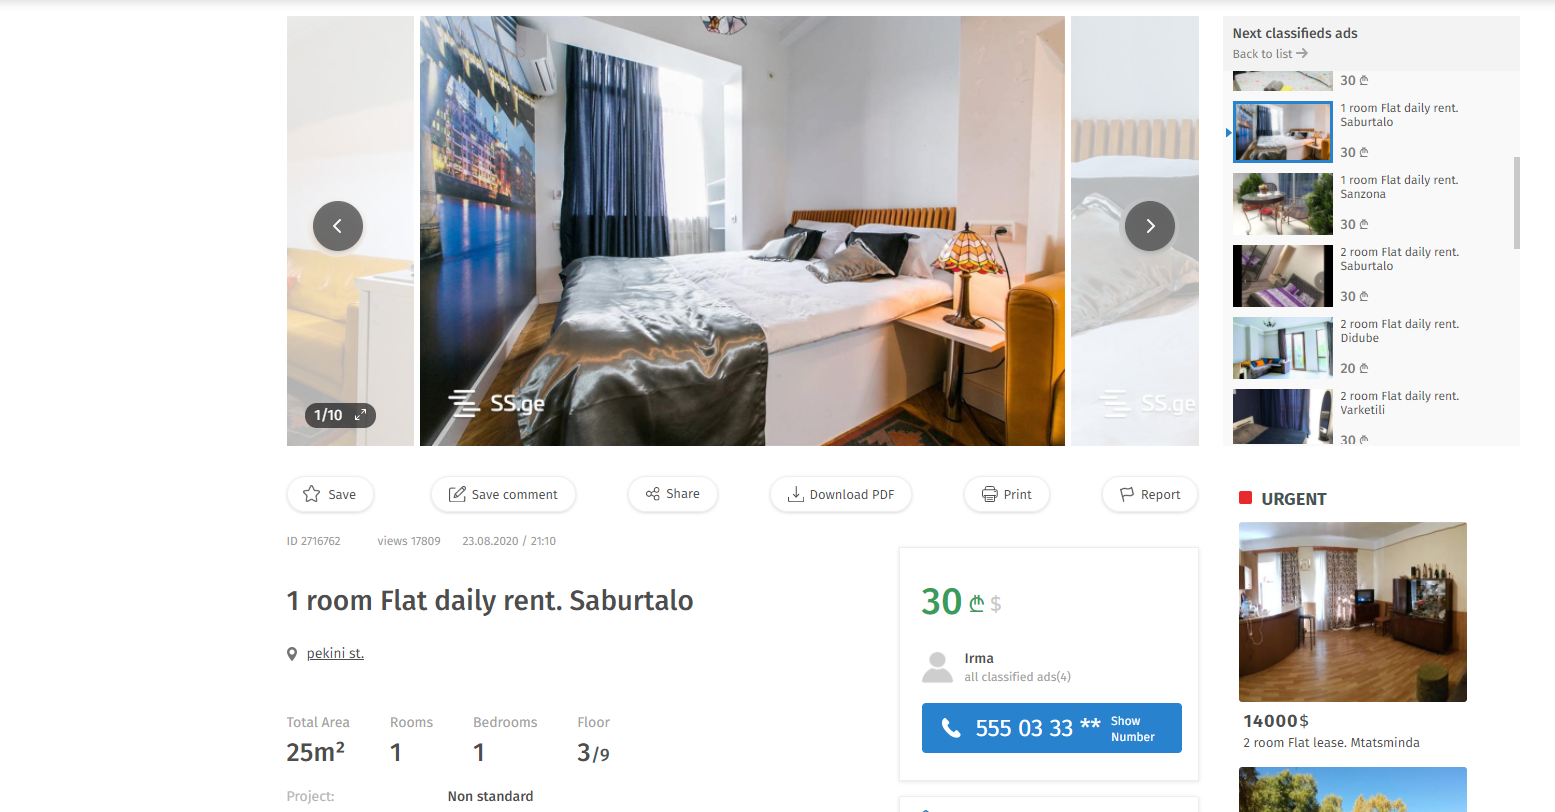 SS.ge
SS.ge
1/10
Next classifieds ads
Back to list
30 ₾
1 room Flat daily rent.
Saburtalo
30 ₾
1 room Flat daily rent.
Sanzona
30 ₾
2 room Flat daily rent.
Saburtalo
30 ₾
2 room Flat daily rent.
Didube
20 ₾
2 room Flat daily rent.
Varketili
30 ₾
Save
Save comment
Share
Download PDF
Print
Report
ID 2716762 views 17809 23.08.2020 / 21:10
1 room Flat daily rent. Saburtalo
pekini st.
Total Area Rooms Bedrooms Floor
25m² 1 1 3/9
Project: Non standard
30 ₾ $
Irma
all classified ads(4)
555 03 33 ** Show
Number
URGENT
14000$
2 room Flat lease. Mtatsminda